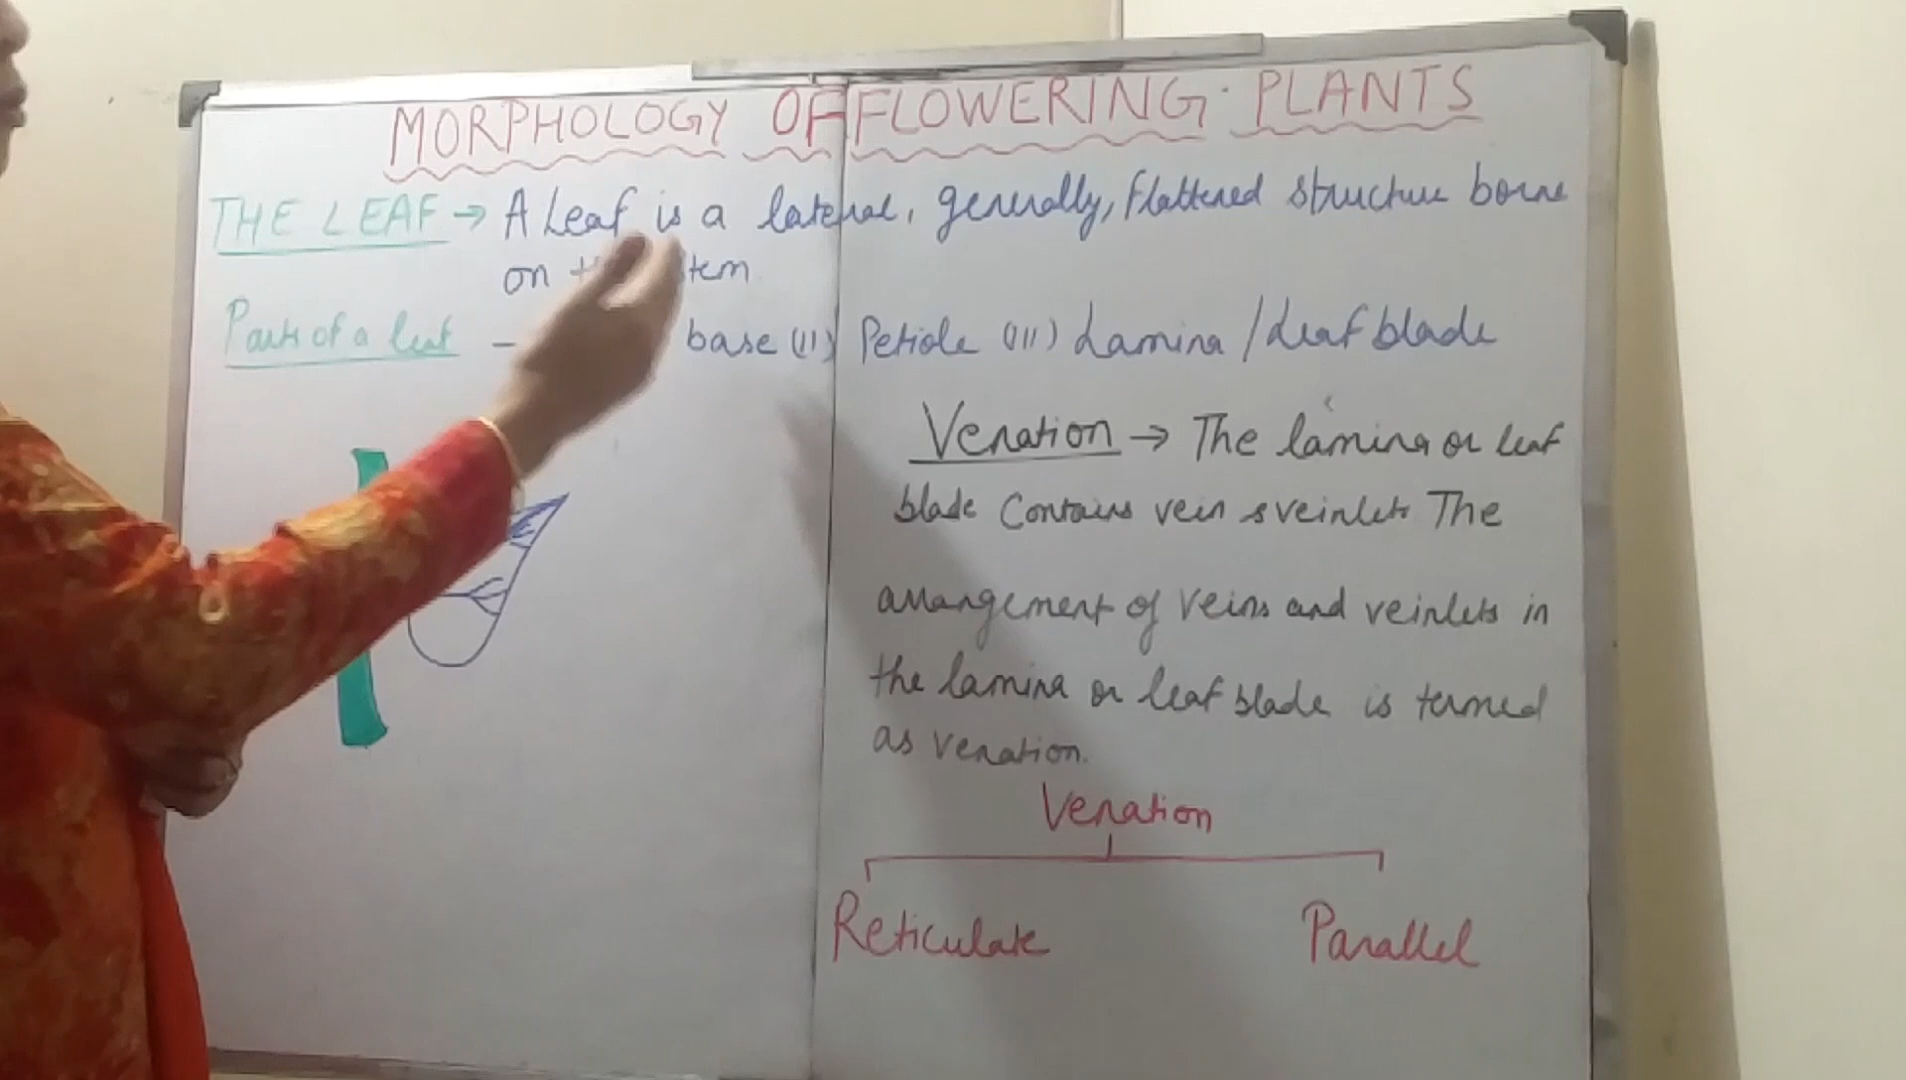 MORPHOLOGY OF FLOWERING PLANTS
THE LEAF → A Leaf is a lateral, generally, flattened structure borne
on stem
Parts of a leaf - base (II) Petiole (III) Lamina / Leaf blade
Venation → The lamina or leaf
blade Contains vein & veinlets The
arrangement of veins and veinlets in
the lamina or leaf blade is termed
as venation.
Venation
Reticulate Parallel